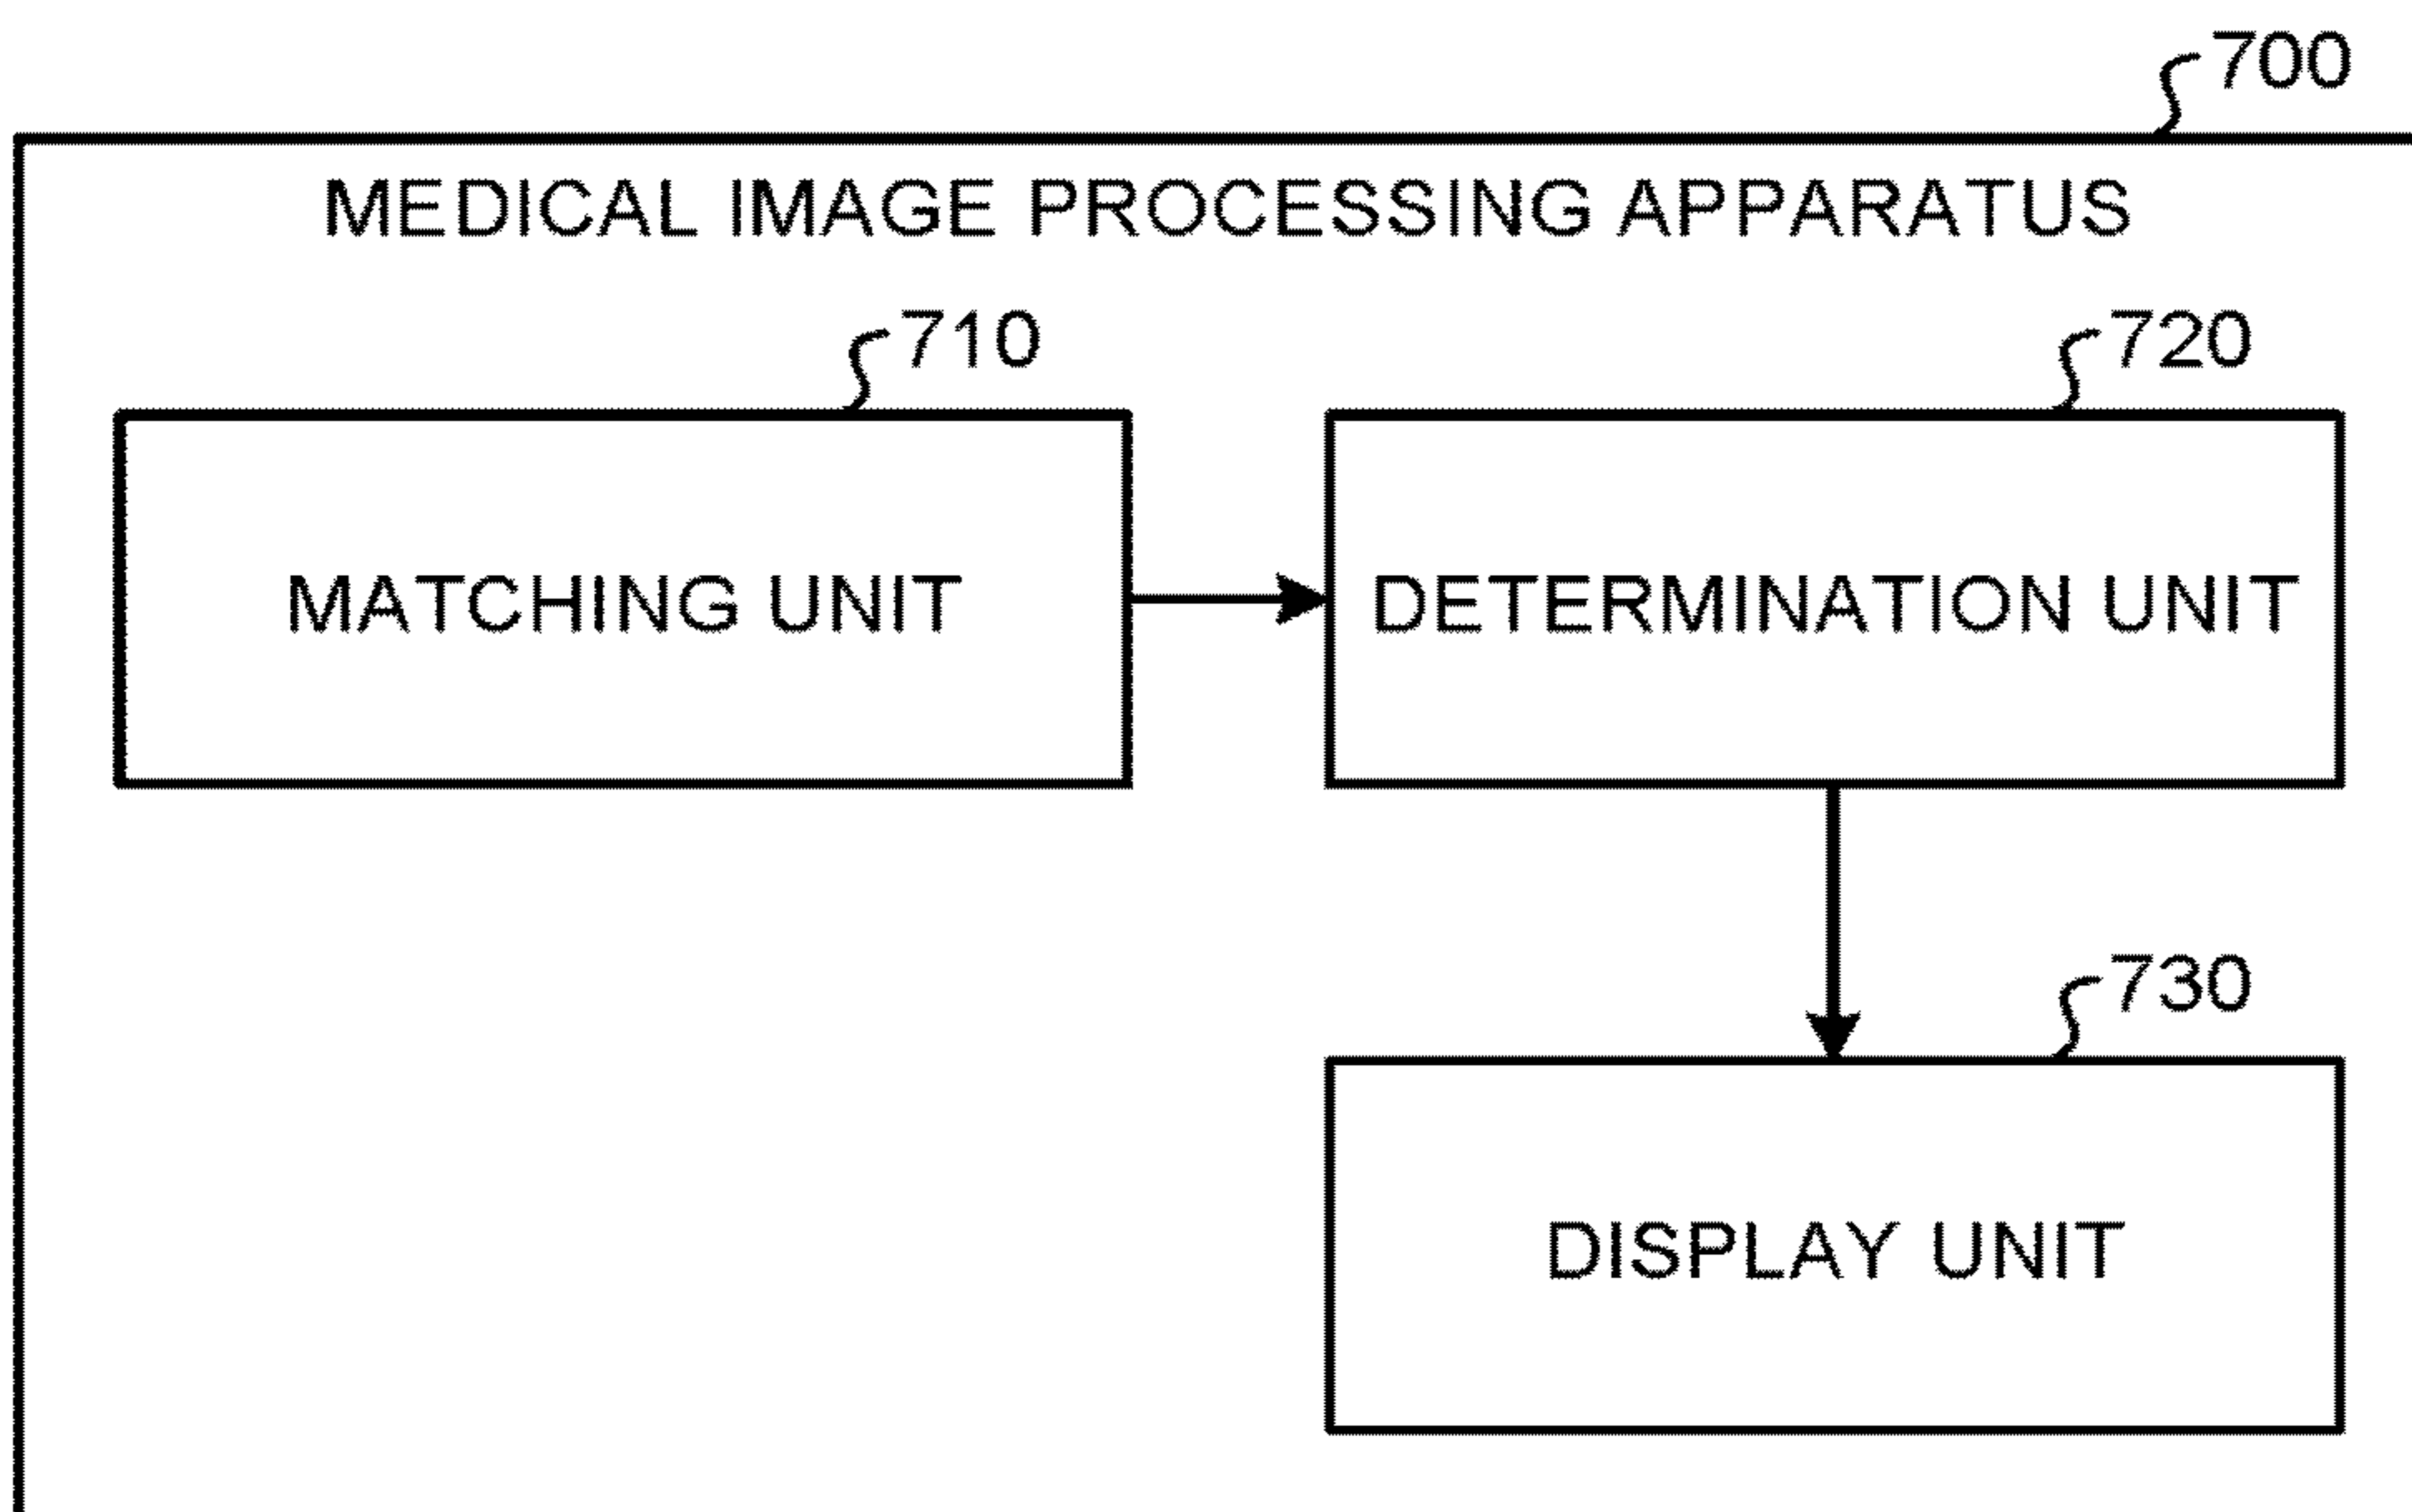 700
MEDICAL IMAGE PROCESSING APPARATUS
710
720
MATCHING UNIT
DETERMINATION UNIT
730
DISPLAY UNIT